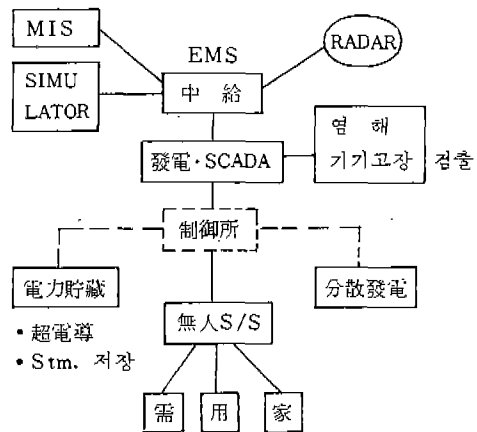 MIS
RADAR
EMS
SIMU
LATOR
中 給
염 해
기기고장 검출
發電·SCADA
制御所
電力貯藏
分散發電
• 超電導
• Stm. 저장
無人S/S
需 用 家